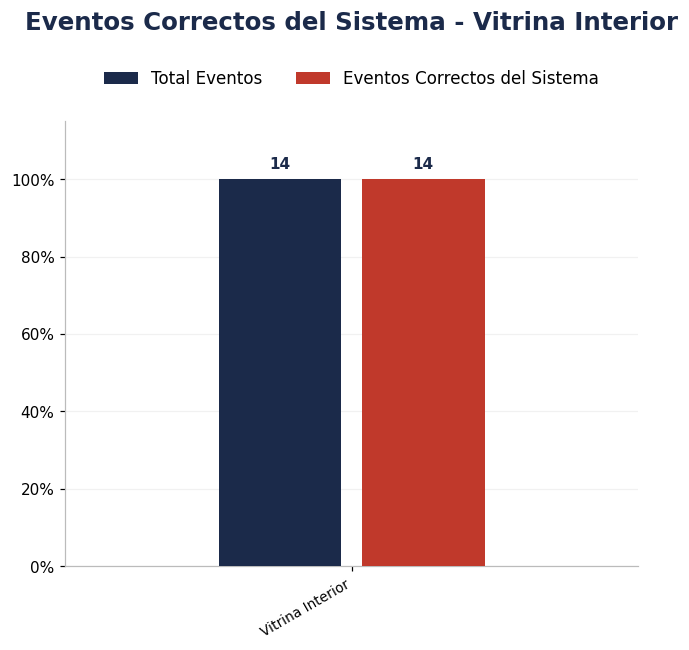 Eventos Correctos del Sistema - Vitrina Interior
Total Eventos
Eventos Correctos del Sistema
14
14
100%
80%
60%
40%
20%
0%
Vitrina Interior